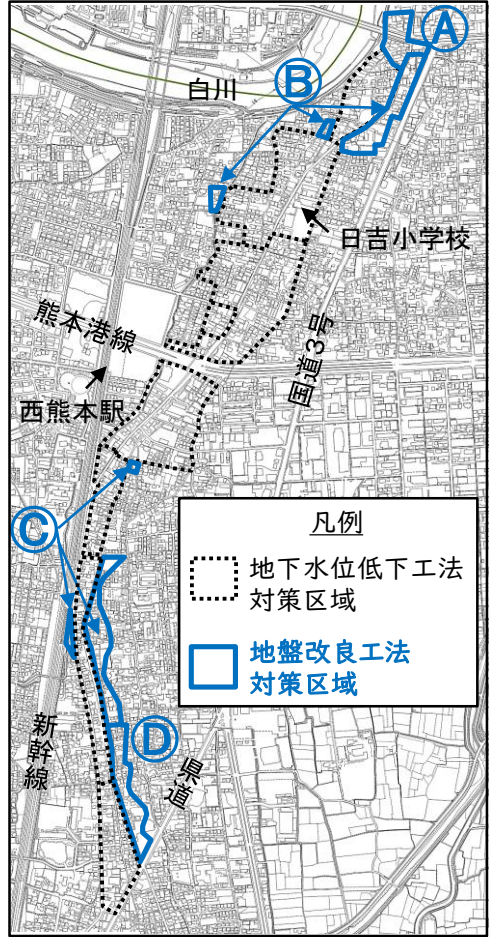 Ⓐ
Ⓑ
白川
日吉小学校
熊本港線
国道3号
西熊本駅
Ⓒ
凡例
地下水位低下工法
対策区域
地盤改良工法
対策区域
Ⓓ
新幹線
県道